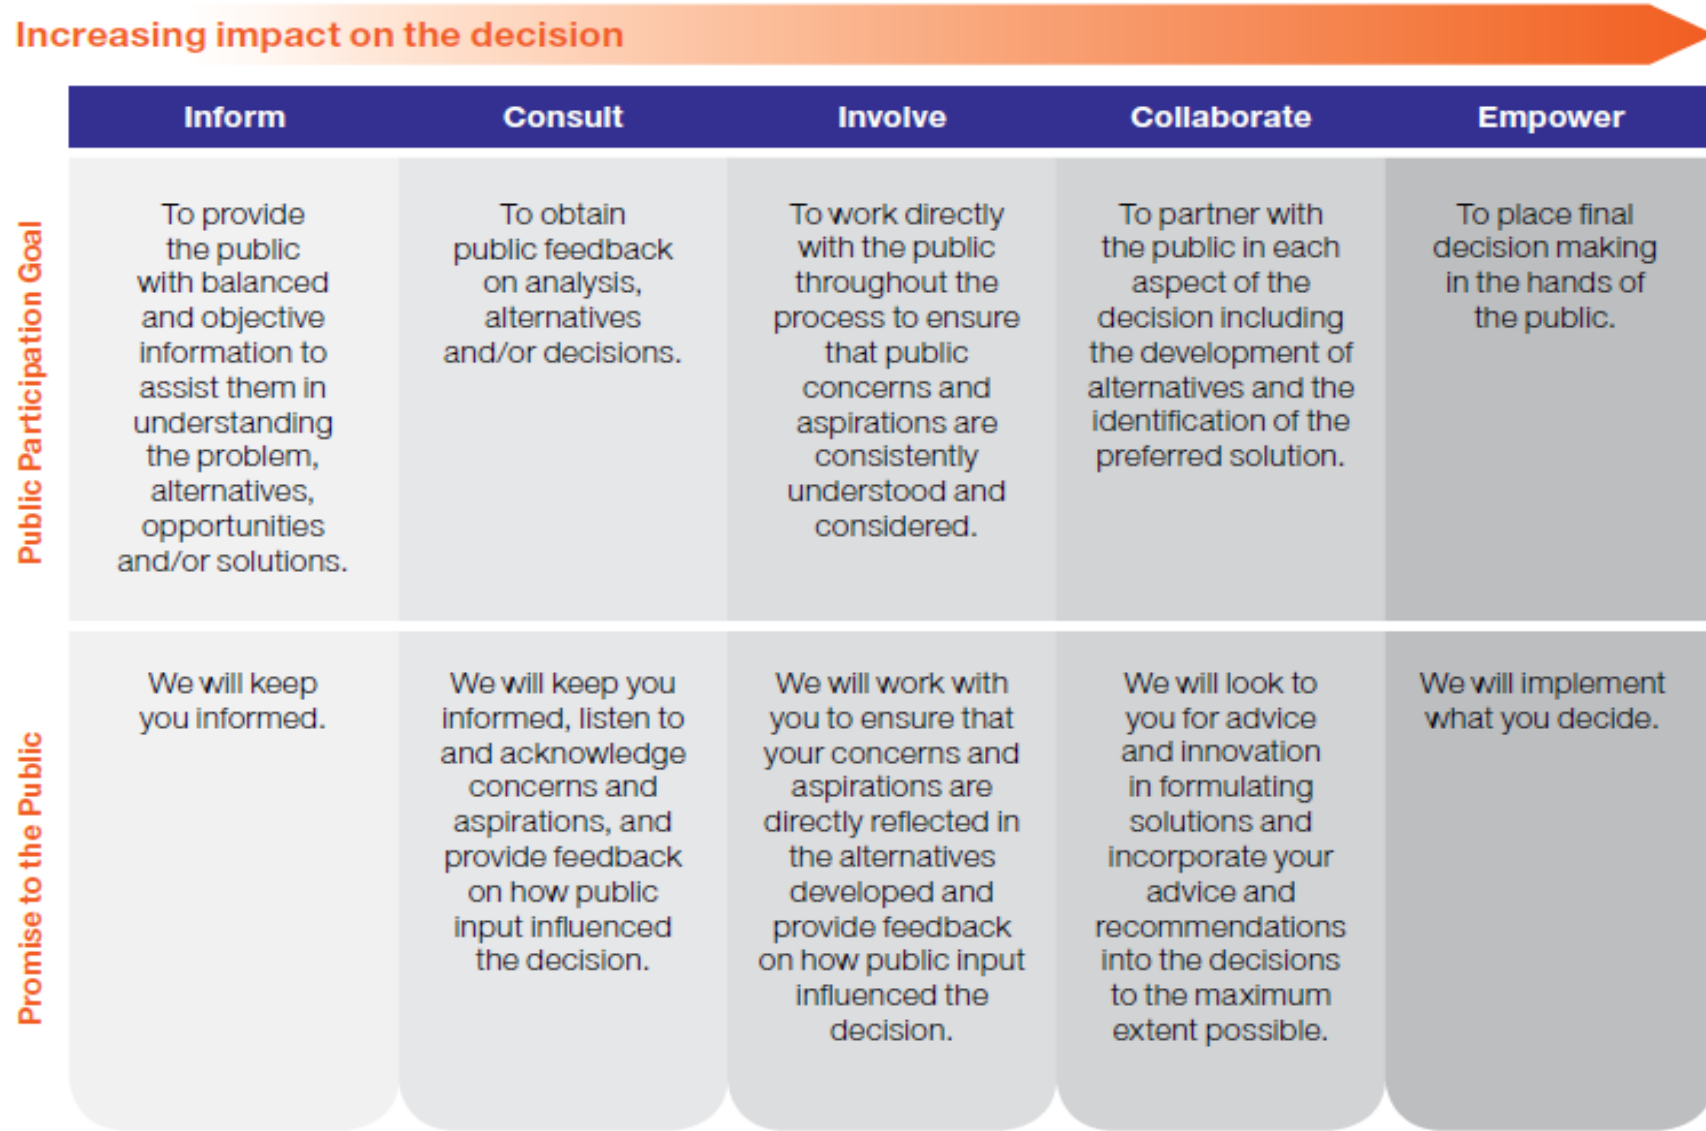 Increasing impact on the decision
Inform
Consult
Involve
Collaborate
Empower
Public Participation Goal
To provide
the public
with balanced
and objective
information to
assist them in
understanding
the problem,
alternatives,
opportunities
and/or solutions.
To obtain
public feedback
on analysis,
alternatives
and/or decisions.
To work directly
with the public
throughout the
process to ensure
that public
concerns and
aspirations are
consistently
understood and
considered.
To partner with
the public in each
aspect of the
decision including
the development of
alternatives and the
identification of the
preferred solution.
To place final
decision making
in the hands of
the public.
Promise to the Public
We will keep
you informed.
We will keep you
informed, listen to
and acknowledge
concerns and
aspirations, and
provide feedback
on how public
input influenced
the decision.
We will work with
you to ensure that
your concerns and
aspirations are
directly reflected in
the alternatives
developed and
provide feedback
on how public input
influenced the
decision.
We will look to
you for advice
and innovation
in formulating
solutions and
incorporate your
advice and
recommendations
into the decisions
to the maximum
extent possible.
We will implement
what you decide.